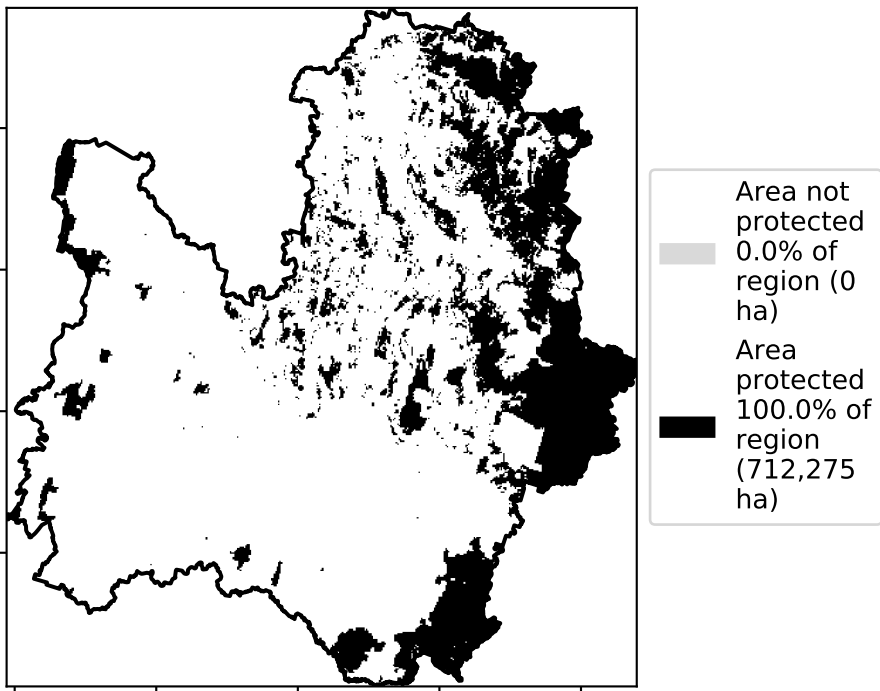 Area not
protected
0.0% of
region (0
ha)
Area
protected
100.0% of
region
(712,275
ha)